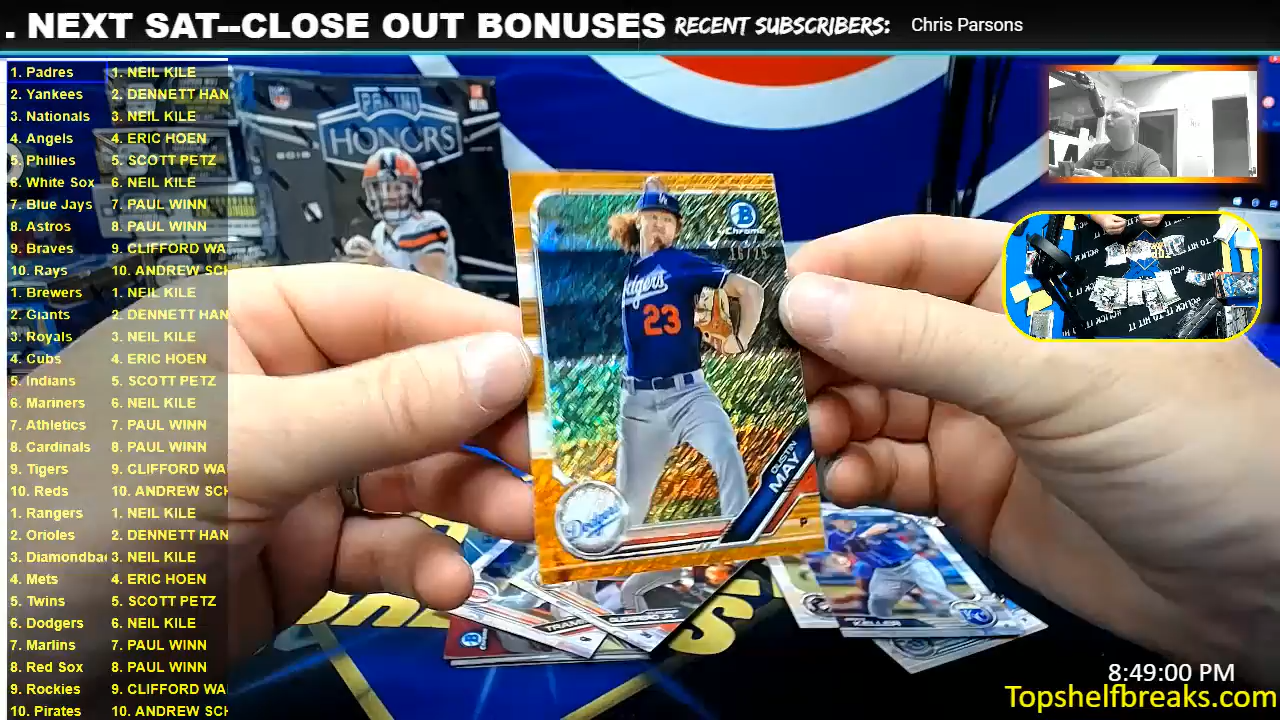 . NEXT SAT--CLOSE OUT BONUSES RECENT SUBSCRIBERS: Chris Parsons
1. Padres 1. NEIL KILE
2. Yankees 2. DENNETT HAN
3. Nationals 3. NEIL KILE
4. Angels 4. ERIC HOEN
5. Phillies 5. SCOTT PETZ
6. White Sox 6. NEIL KILE
7. Blue Jays 7. PAUL WINN
8. Astros 8. PAUL WINN
9. Braves 9. CLIFFORD WA
10. Rays 10. ANDREW SCH
1. Brewers 1. NEIL KILE
2. Giants 2. DENNETT HAN
3. Royals 3. NEIL KILE
4. Cubs 4. ERIC HOEN
5. Indians 5. SCOTT PETZ
6. Mariners 6. NEIL KILE
7. Athletics 7. PAUL WINN
8. Cardinals 8. PAUL WINN
9. Tigers 9. CLIFFORD WA
10. Reds 10. ANDREW SCH
1. Rangers 1. NEIL KILE
2. Orioles 2. DENNETT HAN
3. Diamondba 3. NEIL KILE
4. Mets 4. ERIC HOEN
5. Twins 5. SCOTT PETZ
6. Dodgers 6. NEIL KILE
7. Marlins 7. PAUL WINN
8. Red Sox 8. PAUL WINN
9. Rockies 9. CLIFFORD WA
10. Pirates 10. ANDREW SCH
PANINI
HONORS
B
Chrome
16/25
Dodgers
23
DUSTIN
MAY
Dodgers
KELLER
8:49:00 PM
Topshelfbreaks.com